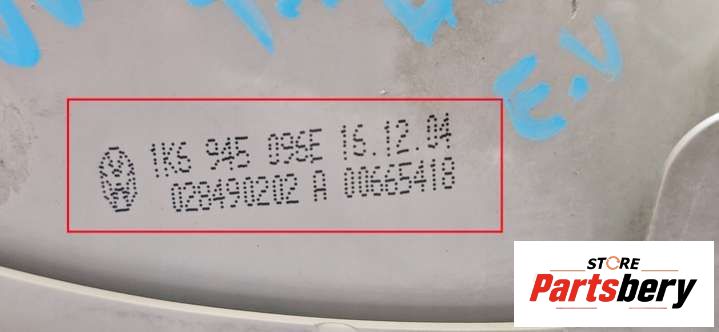 E.V
1K6 945 096E 16.12.04
028490202 A 00665418
STORE
Partsbery